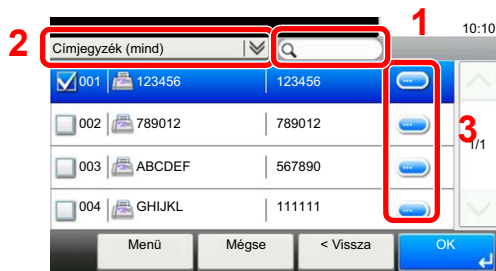 1
10:10
2
Címjegyzék (mind)
001 123456 123456
002 789012 789012
3
1/1
003 ABCDEF 567890
004 GHIJKL 111111
Menü Mégse < Vissza OK